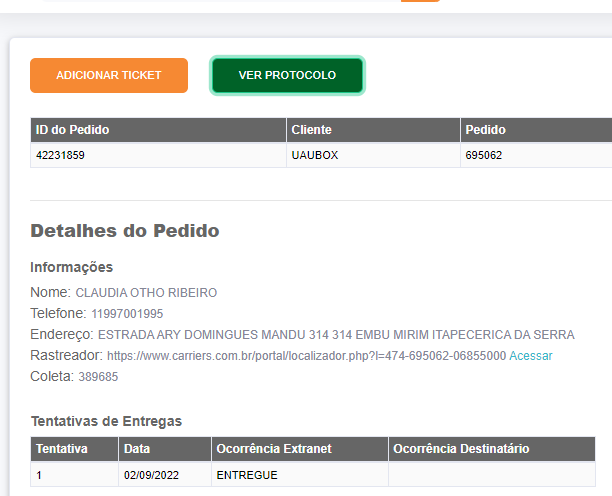 ADICIONAR TICKET VER PROTOCOLO
ID do Pedido Cliente Pedido
42231859 UAUBOX 695062
Detalhes do Pedido
Informações
Nome: CLAUDIA OTHO RIBEIRO
Telefone: 11997001995
Endereço: ESTRADA ARY DOMINGUES MANDU 314 314 EMBU MIRIM ITAPECERICA DA SERRA
Rastreador: https://www.carriers.com.br/portal/localizador.php?l=474-695062-06855000 Acessar
Coleta: 389685
Tentativas de Entregas
Tentativa Data Ocorrência Extranet Ocorrência Destinatário
1 02/09/2022 ENTREGUE